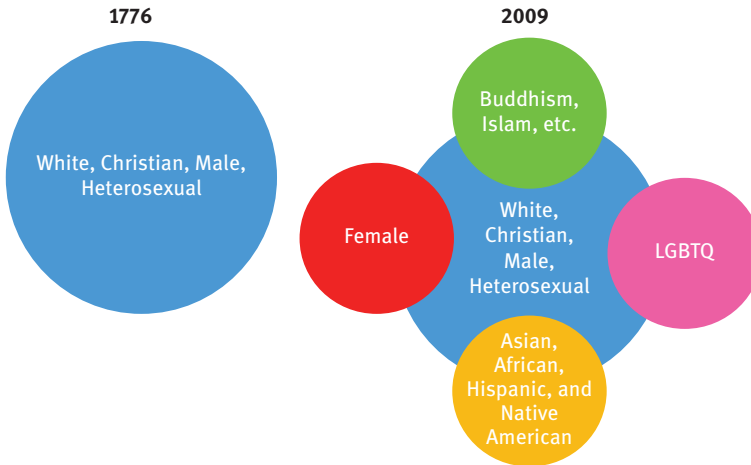 1776
White, Christian, Male,
Heterosexual
2009
Buddhism,
Islam, etc.
Female
White,
Christian,
Male,
Heterosexual
LGBTQ
Asian,
African,
Hispanic, and
Native
American